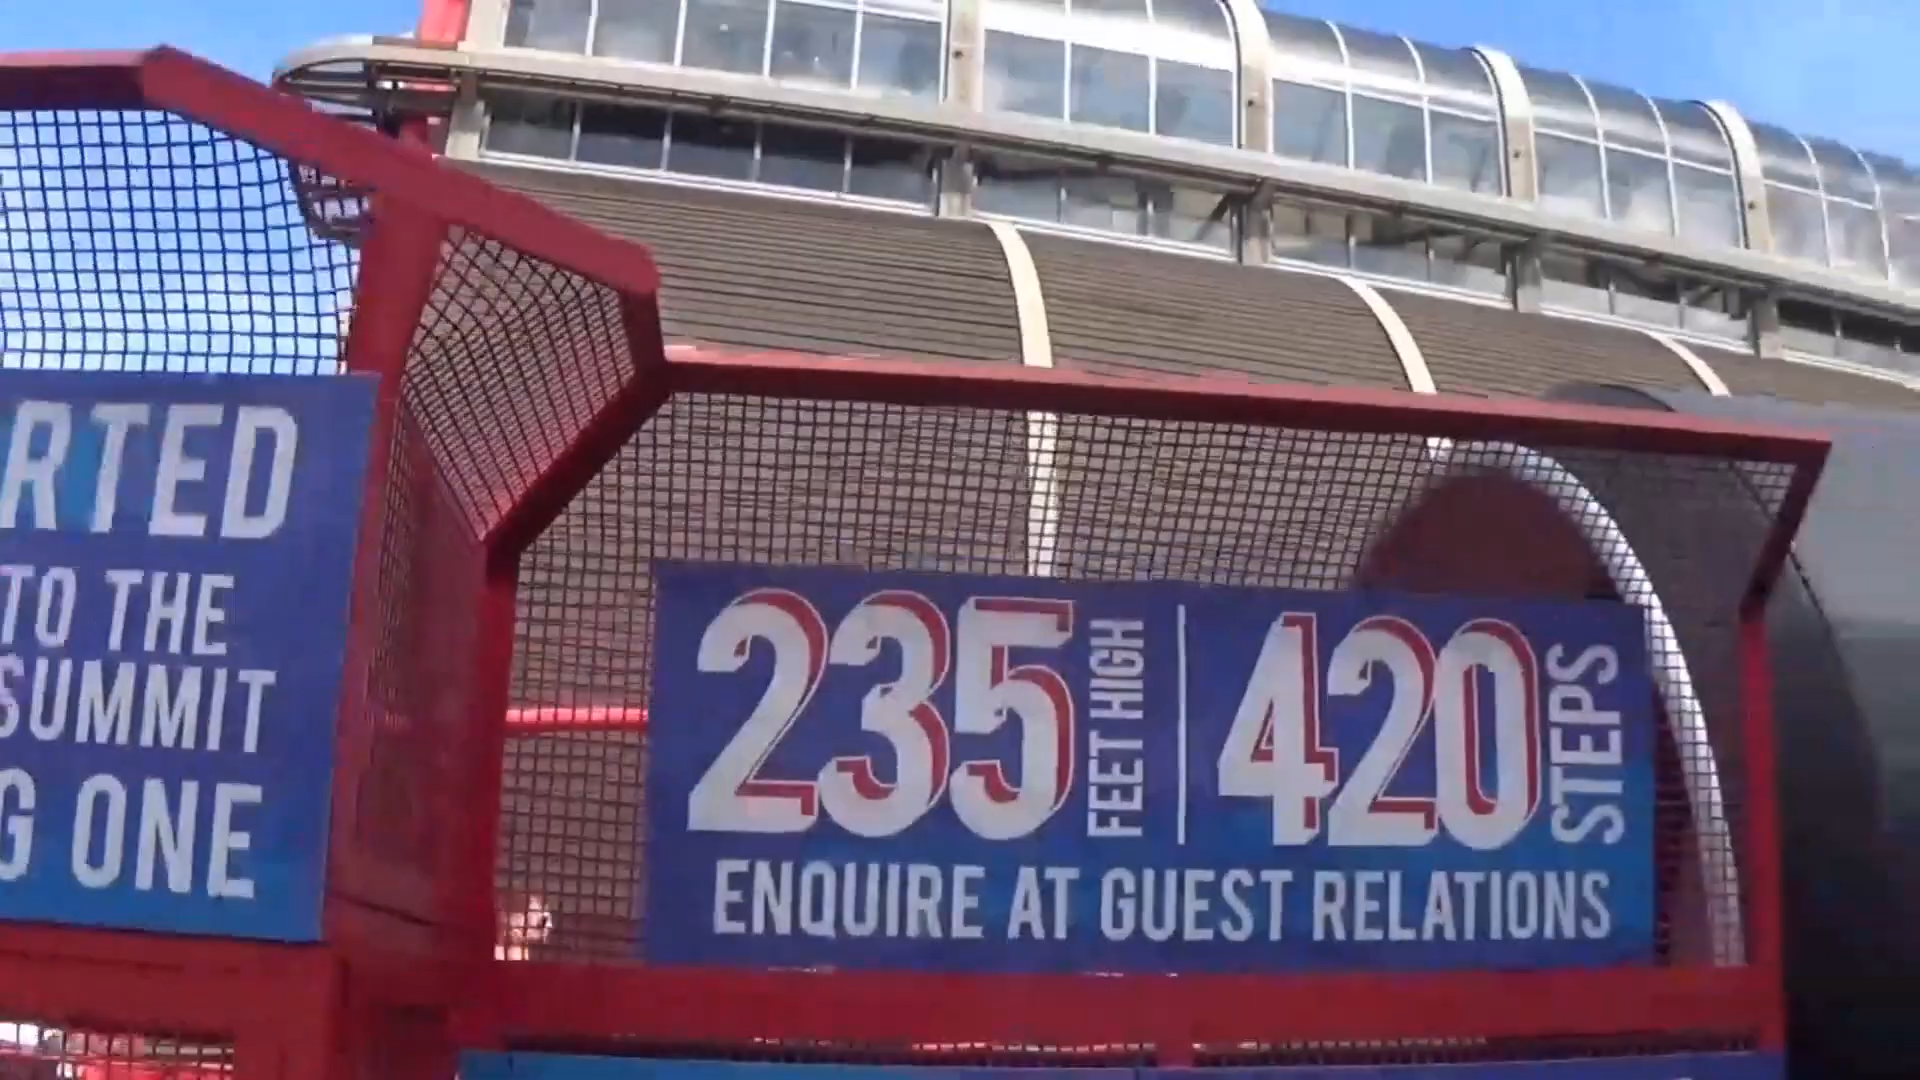 RTED
TO THE
SUMMIT
G ONE
235 FEET HIGH | 420 STEPS
ENQUIRE AT GUEST RELATIONS